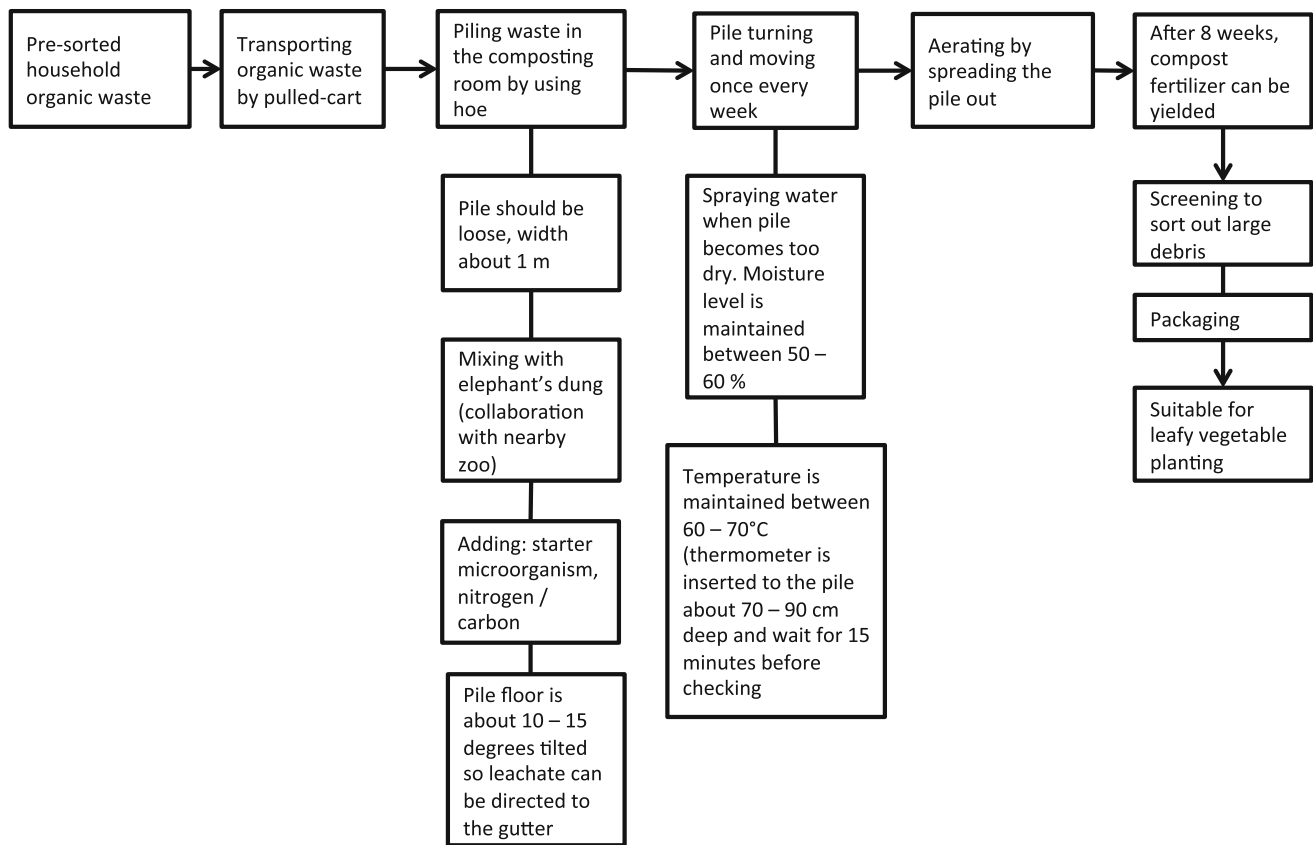 Pre-sorted
household
organic waste
Transporting
organic waste
by pulled-cart
Piling waste in
the composting
room by using
hoe
Pile turning
and moving
once every
week
Aerating by
spreading the
pile out
After 8 weeks,
compost
fertilizer can be
yielded
Pile should be
loose, width
about 1 m
Mixing with
elephant's dung
(collaboration
with nearby
zoo)
Adding: starter
microorganism,
nitrogen /
carbon
Pile floor is
about 10 – 15
degrees tilted
so leachate can
be directed to
the gutter
Spraying water
when pile
becomes too
dry. Moisture
level is
maintained
between 50 –
60 %
Temperature is
maintained between
60 – 70°C
(thermometer is
inserted to the pile
about 70 – 90 cm
deep and wait for 15
minutes before
checking
Screening to
sort out large
debris
Packaging
Suitable for
leafy vegetable
planting